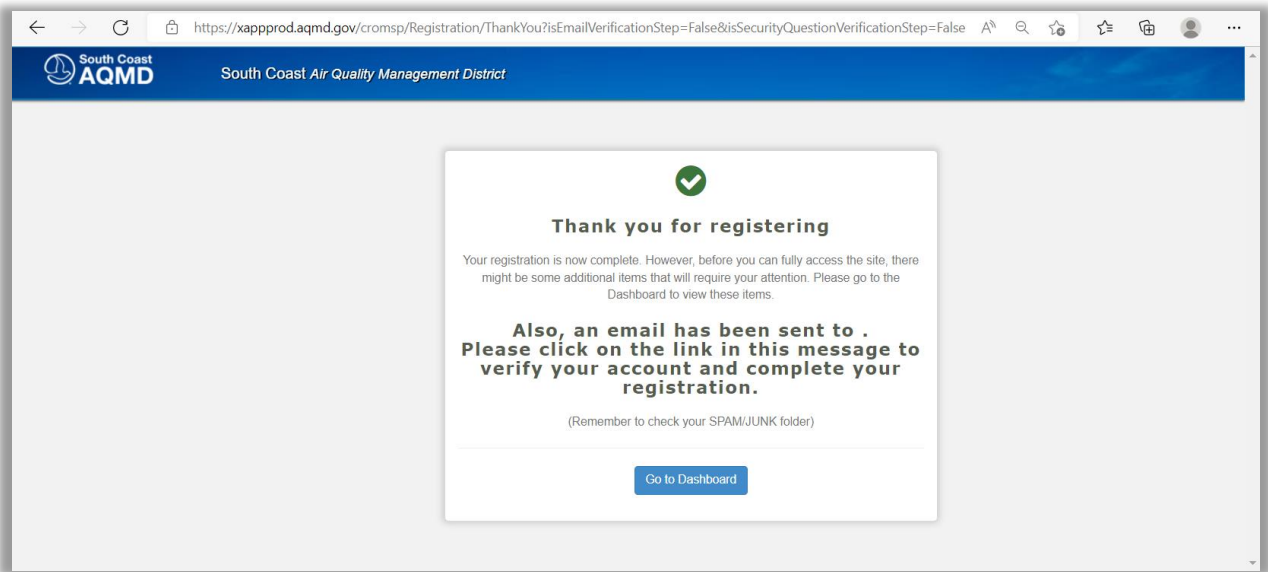 https://xappprod.aqmd.gov/cromsp/Registration/ThankYou?isEmailVerificationStep=False&isSecurityQuestionVerificationStep=False
South Coast
AQMD
South Coast Air Quality Management District
Thank you for registering
Your registration is now complete. However, before you can fully access the site, there
might be some additional items that will require your attention. Please go to the
Dashboard to view these items.
Also, an email has been sent to .
Please click on the link in this message to
verify your account and complete your
registration.
(Remember to check your SPAM/JUNK folder)
Go to Dashboard